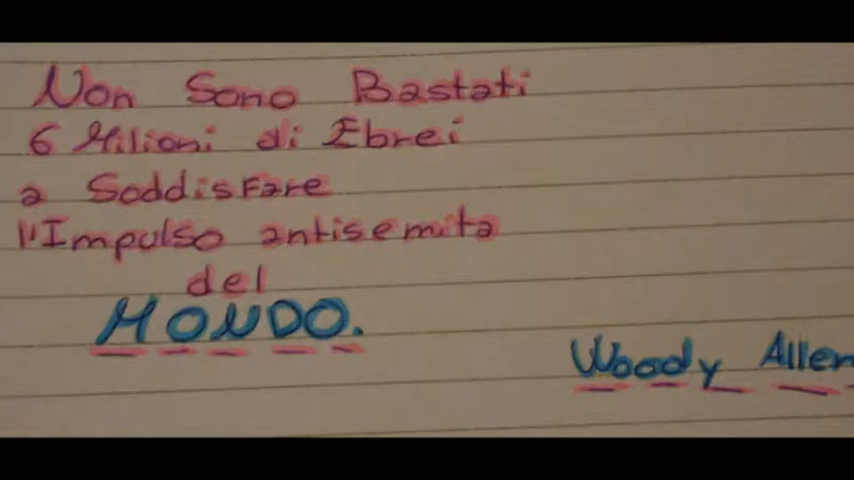 Non Sono Bastati
6 Milioni di Ebrei
a Soddisfare
l'Impulso antisemita
del
MONDO.
Woody Allen